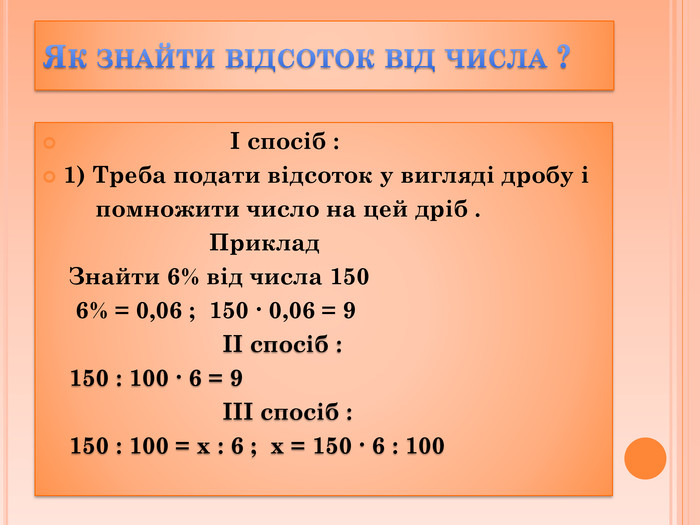 Як знайти відсоток від числа ?
І спосіб :
1) Треба подати відсоток у вигляді дробу і
помножити число на цей дріб .
Приклад
Знайти 6% від числа 150
6% = 0,06 ; 150 · 0,06 = 9
ІІ спосіб :
150 : 100 · 6 = 9
ІІІ спосіб :
150 : 100 = х : 6 ; х = 150 · 6 : 100